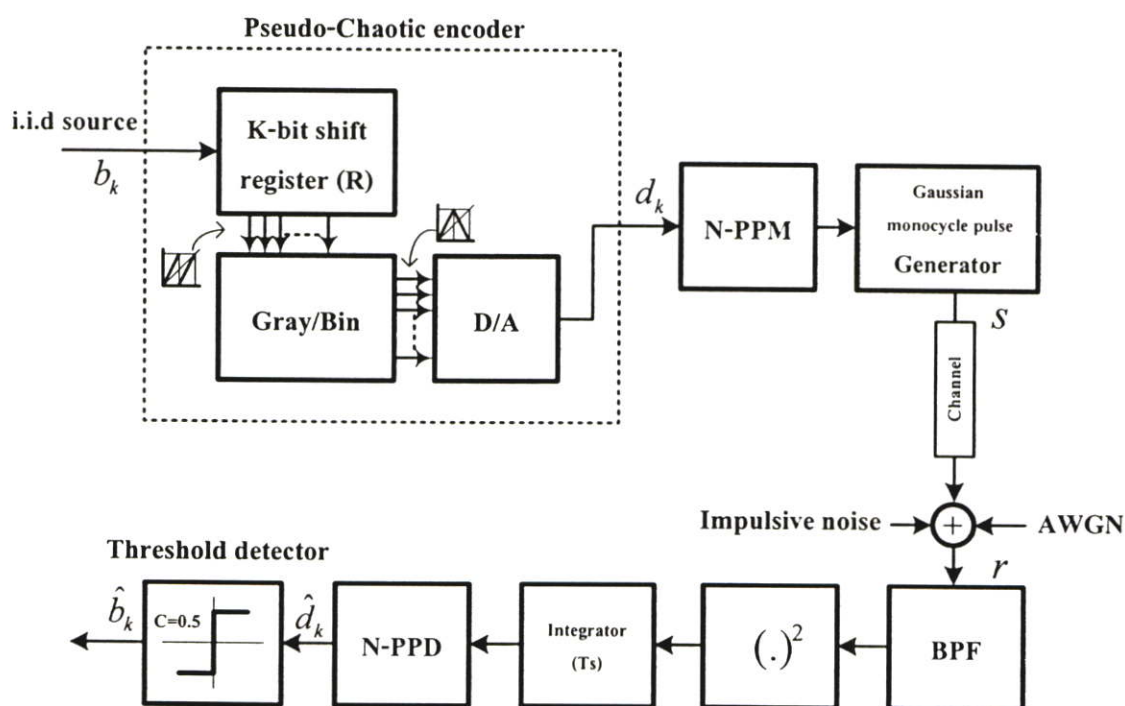 Pseudo-Chaotic encoder
i.i.d source
b_k
K-bit shift
register (R)
Gray/Bin
D/A
d_k
N-PPM
Gaussian
monocycle pulse
Generator
S
Channel
Impulsive noise
+
AWGN
r
BPF
(.)²
Integrator
(Ts)
N-PPD
d̂_k
Threshold detector
C=0.5
b̂_k